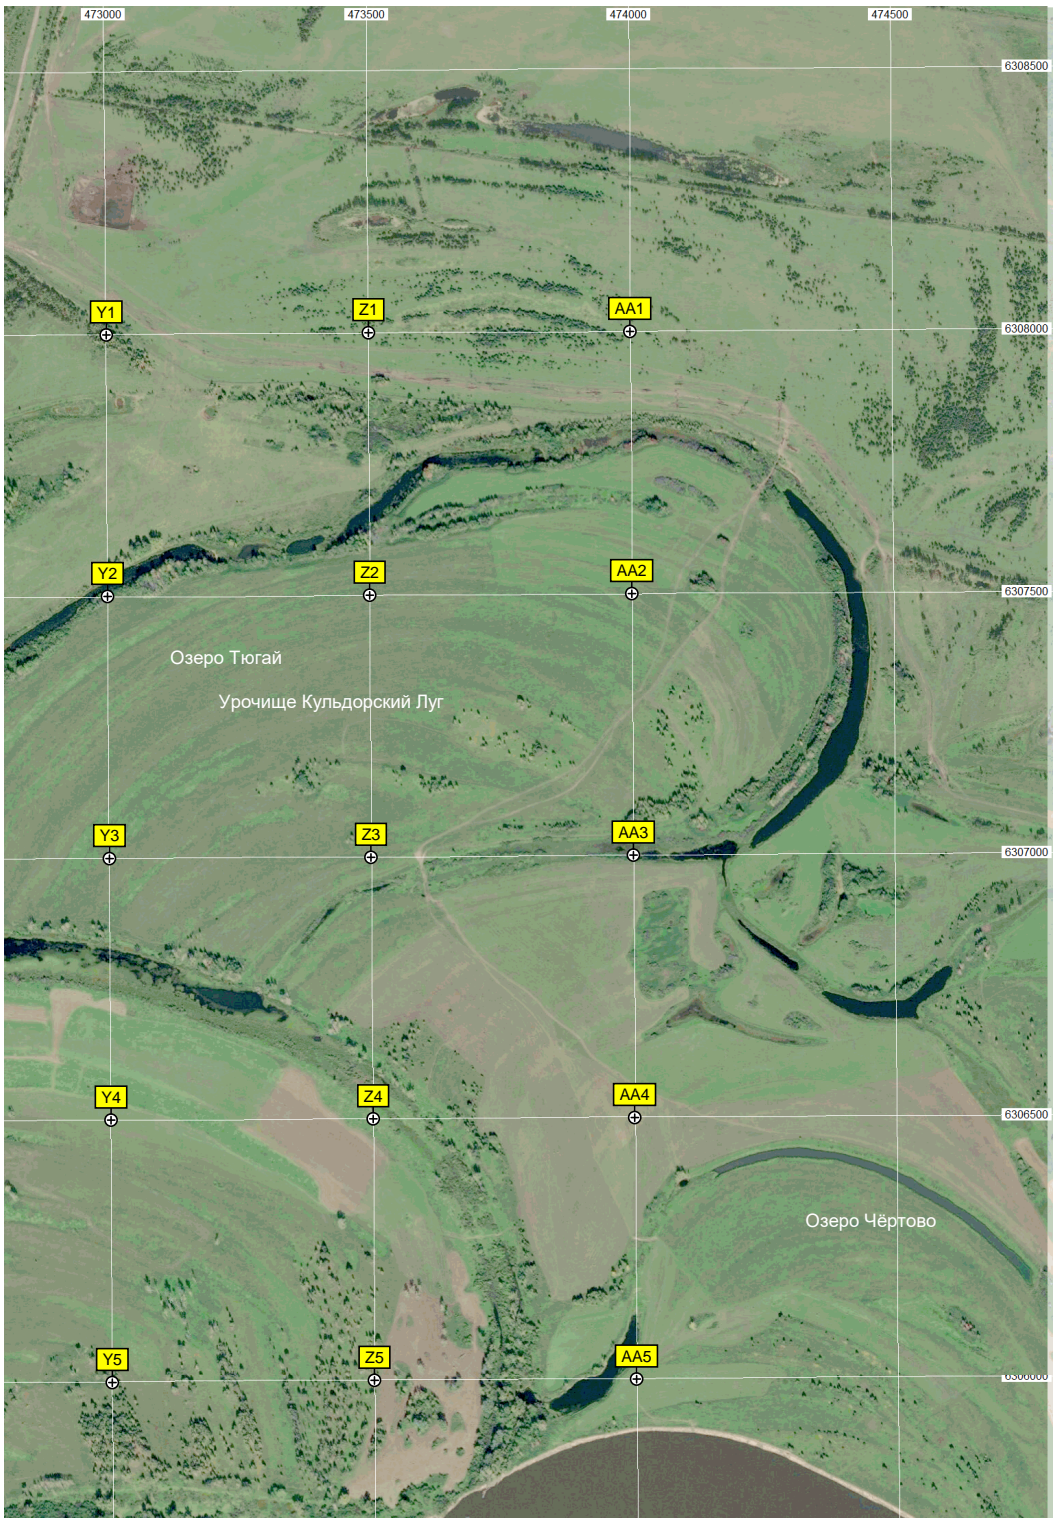 473000 473500 474000 474500
6308500
Y1 Z1 AA1
6308000
Y2 Z2 AA2
6307500
Озеро Тюгай
Урочище Кульдорский Луг
Y3 Z3 AA3
6307000
Y4 Z4 AA4
6306500
Озеро Чёртово
Y5 Z5 AA5
6306000